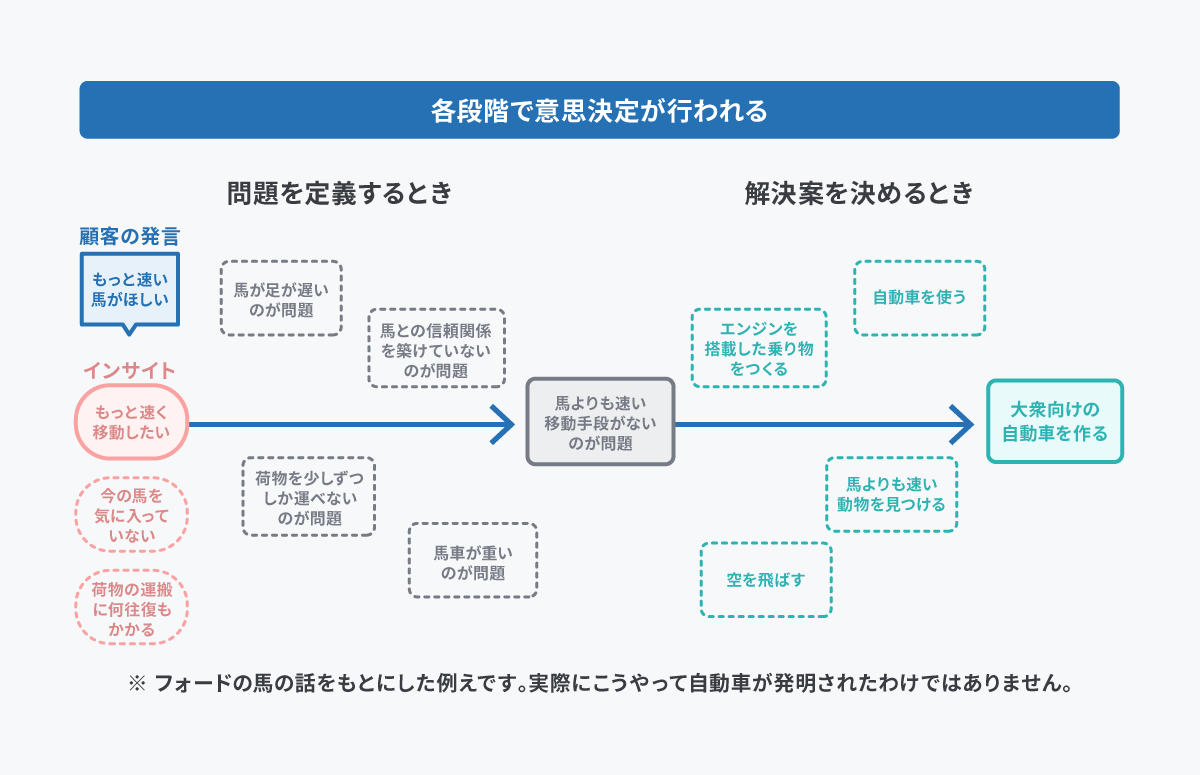 各段階で意思決定が行われる
問題を定義するとき
解決案を決めるとき
顧客の発言
もっと速い
馬がほしい
インサイト
もっと速く
移動したい
今の馬を
気に入って
いない
荷物の運搬
に何往復も
かかる
馬が足が遅い
のが問題
馬との信頼関係
を築けていない
のが問題
荷物を少しずつ
しか運べない
のが問題
馬車が重い
のが問題
馬よりも速い
移動手段がない
のが問題
エンジンを
搭載した乗り物
をつくる
自動車を使う
馬よりも速い
動物を見つける
空を飛ばす
大衆向けの
自動車を作る
※ フォードの馬の話をもとにした例えです。実際にこうやって自動車が発明されたわけではありません。